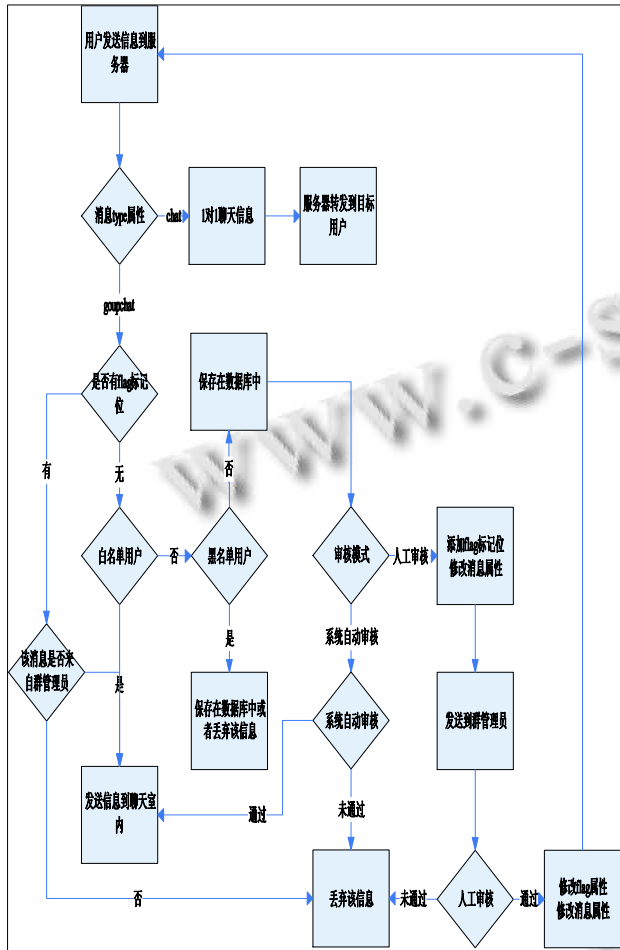 用户发送信息到服
务器
消息type属性
chat
1对1聊天信息
服务器转发到目标
用户
goupchat
是否有flag标记
位
保存在数据库中
有
无
否
白名单用户
否
黑名单用户
审核模式
人工审核
添加flag标记位
修改消息属性
是
系统自动审核
该消息是否来
自群管理员
是
保存在数据库中或
者丢弃该信息
系统自动审核
发送到群管理员
发送信息到聊天室
内
通过
未通过
否
丢弃该信息
未通过
人工审核
通过
修改flag属性
修改消息属性
www.c-s